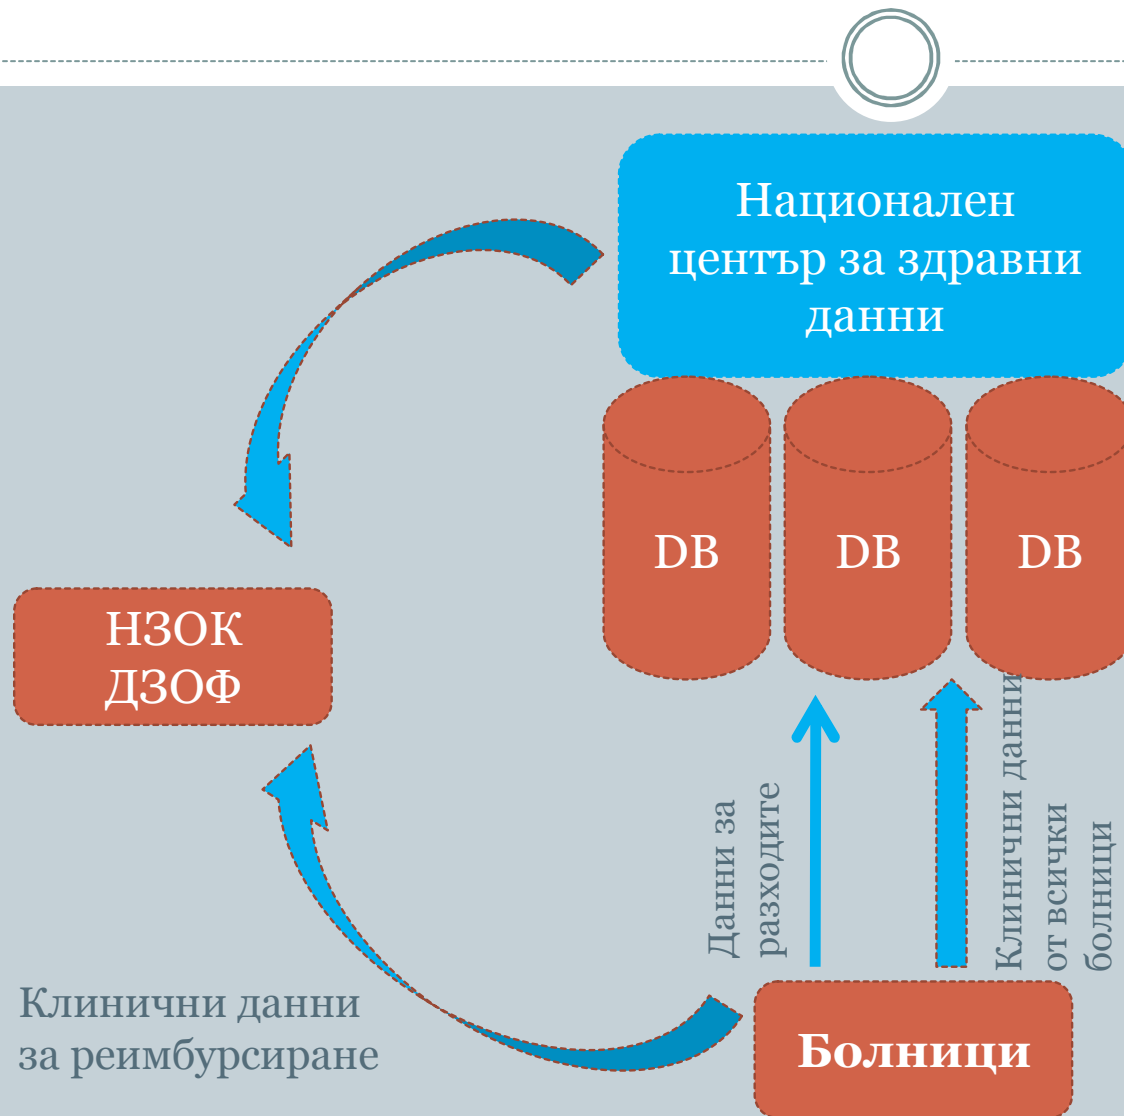 Национален
център за здравни
данни
DB
DB
DB
НЗОК
ДЗОФ
Данни за
разходите
Клинични данни
от всички
болници
Клинични данни
за реимбурсиране
Болници